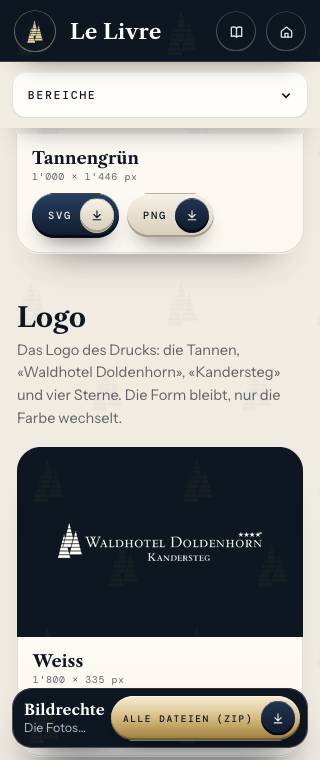 Le Livre
BEREICHE
Tannengrün
1'000 × 1'446 px
SVG
PNG
Logo
Das Logo des Drucks: die Tannen,
«Waldhotel Doldenhorn», «Kandersteg»
und vier Sterne. Die Form bleibt, nur die
Farbe wechselt.
WALDHOTEL DOLDENHORN
KANDERSTEG
Weiss
1'800 × 335 px
Bildrechte
Die Fotos…
ALLE DATEIEN (ZIP)